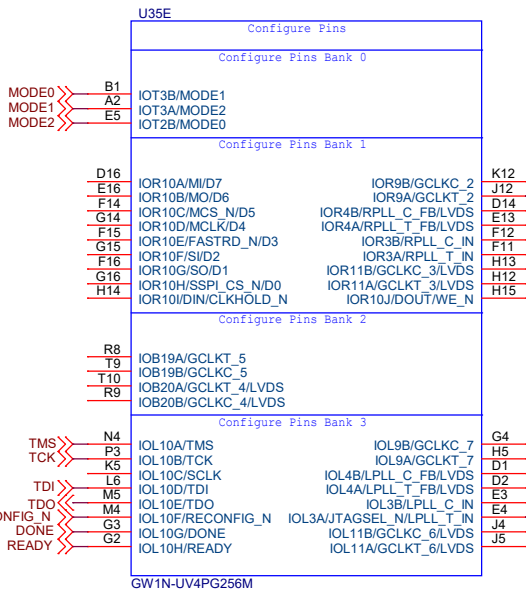 U35E
Configure Pins
Configure Pins Bank 0
MODE0 B1 IOT3B/MODE1
MODE1 A2 IOT3A/MODE2
MODE2 E5 IOT2B/MODE0
Configure Pins Bank 1
D16 IOR10A/MI/D7 IOR9B/GCLKC_2 K12
E16 IOR10B/MO/D6 IOR9A/GCLKT_2 J12
F14 IOR10C/MCS_N/D5 IOR4B/RPLL_C_FB/LVDS D14
G14 IOR10D/MCLK/D4 IOR4A/RPLL_T_FB/LVDS E13
F15 IOR10E/FASTRD_N/D3 IOR3B/RPLL_C_IN F12
G15 IOR10F/SI/D2 IOR3A/RPLL_T_IN F11
F16 IOR10G/SO/D1 IOR11B/GCLKC_3/LVDS H13
G16 IOR10H/SSPI_CS_N/D0 IOR11A/GCLKT_3/LVDS H12
H14 IOR10I/DIN/CLKHOLD_N IOR10J/DOUT/WE_N H15
Configure Pins Bank 2
R8 IOB19A/GCLKT_5
T9 IOB19B/GCLKC_5
T10 IOB20A/GCLKT_4/LVDS
R9 IOB20B/GCLKC_4/LVDS
Configure Pins Bank 3
TMS N4 IOL10A/TMS IOL9B/GCLKC_7 G4
TCK P3 IOL10B/TCK IOL9A/GCLKT_7 H5
K5 IOL10C/SCLK IOL4B/LPLL_C_FB/LVDS D1
TDI L6 IOL10D/TDI IOL4A/LPLL_T_FB/LVDS D2
TDO M5 IOL10E/TDO IOL3B/LPLL_C_IN E3
ONFIG_N M4 IOL10F/RECONFIG_N IOL3A/JTAGSEL_N/LPLL_T_IN E4
DONE G3 IOL10G/DONE IOL11B/GCLKC_6/LVDS J4
READY G2 IOL10H/READY IOL11A/GCLKT_6/LVDS J5
GW1N-UV4PG256M